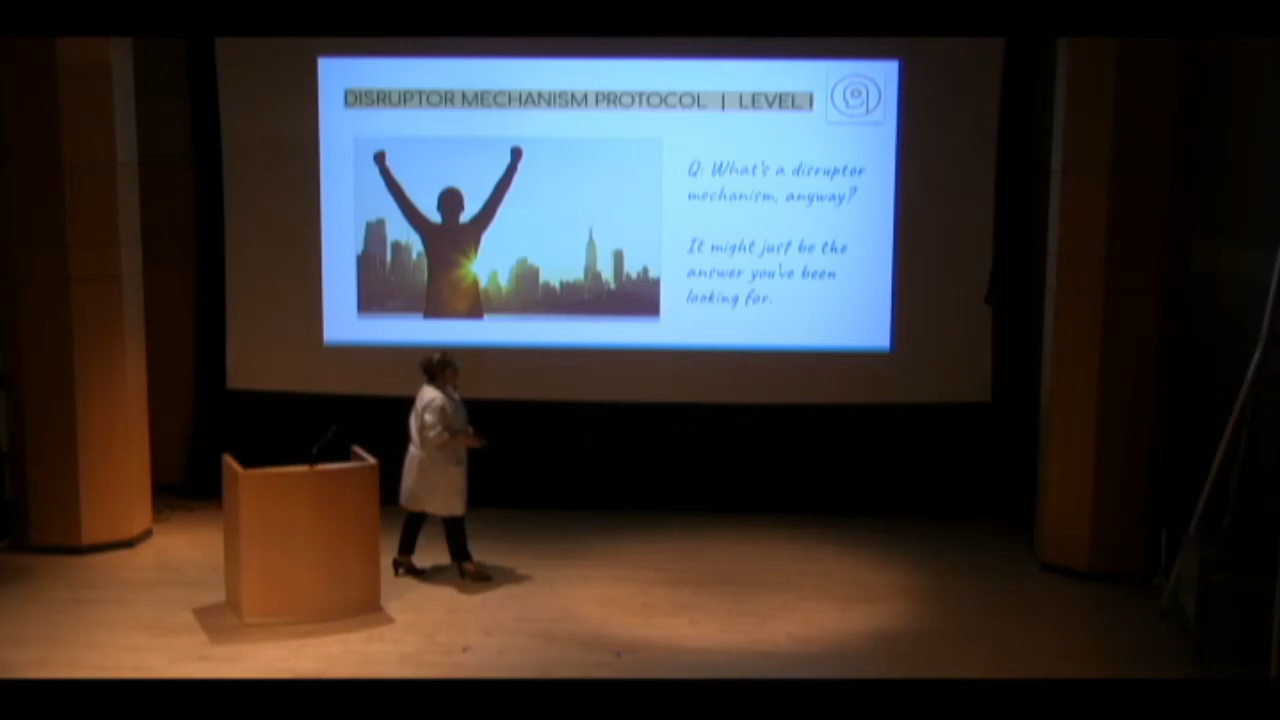 DISRUPTOR MECHANISM PROTOCOL | LEVEL I
Q: What's a disruptor
mechanism, anyway?
It might just be the
answer you've been
looking for.